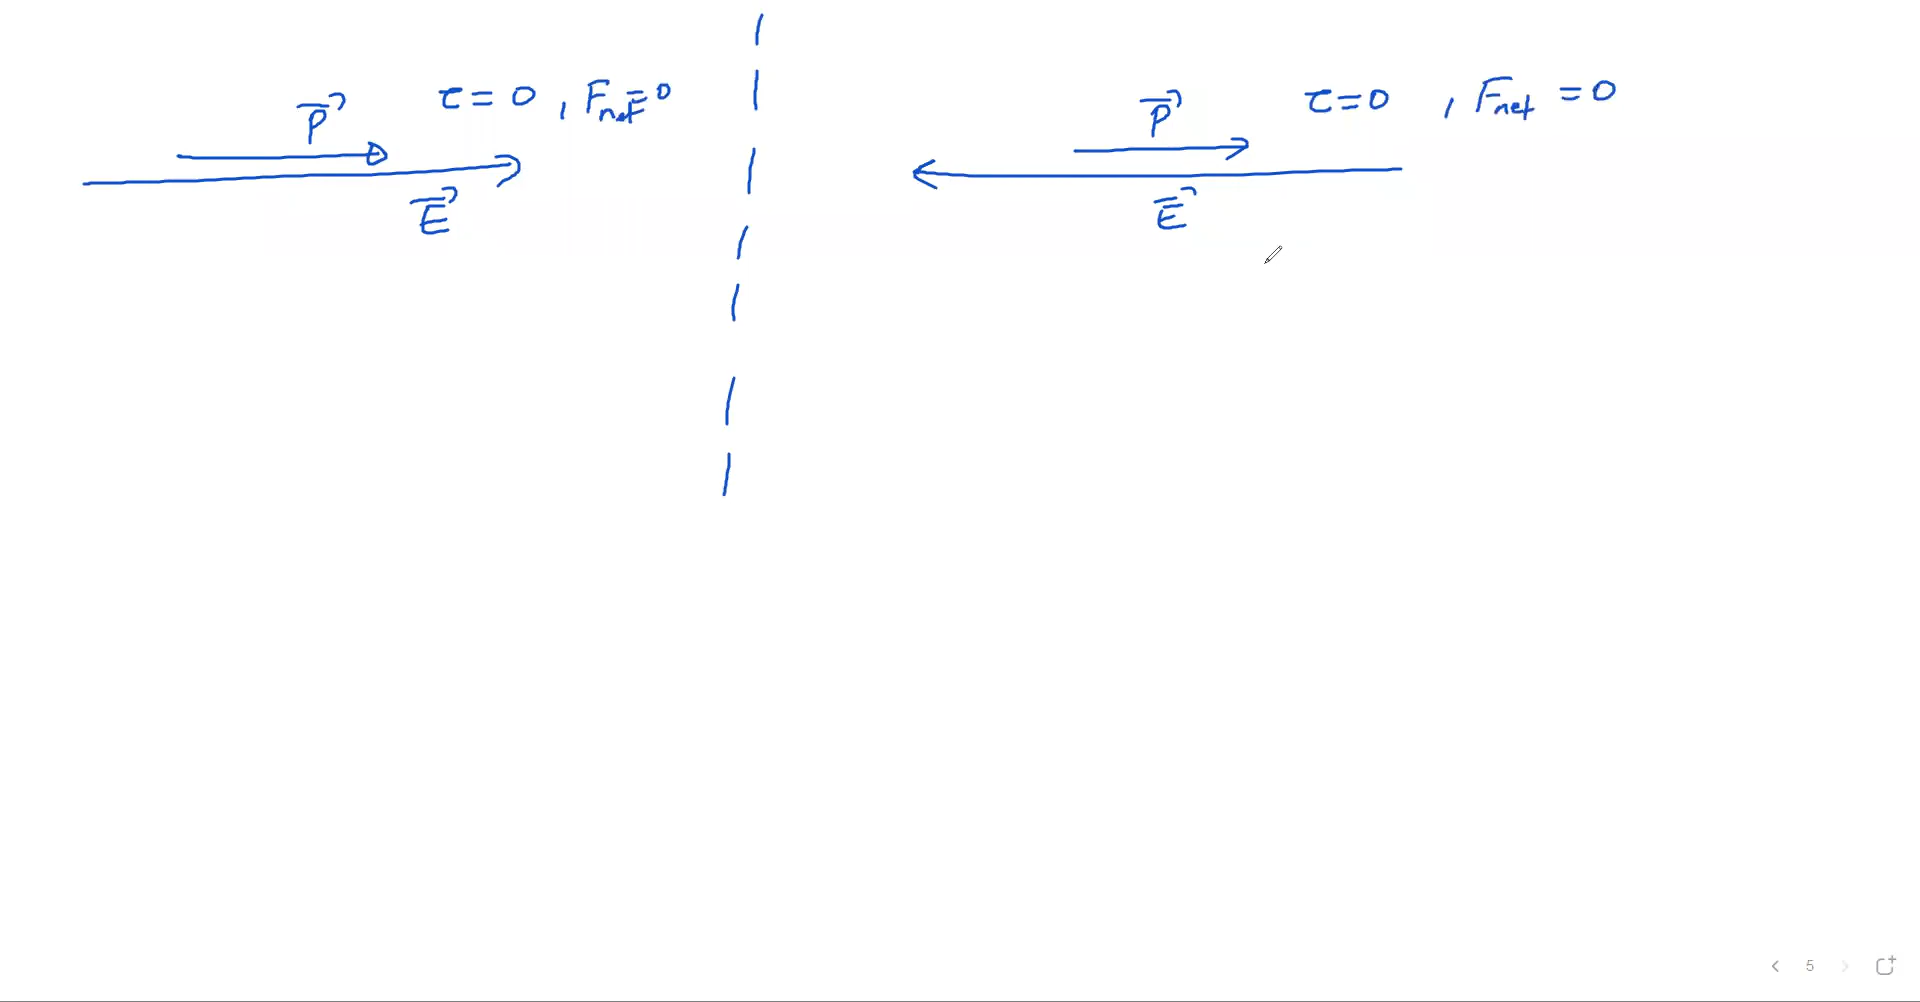 τ = 0 , F_net = 0
P⃗
E⃗
τ = 0 , F_net = 0
P⃗
E⃗
5